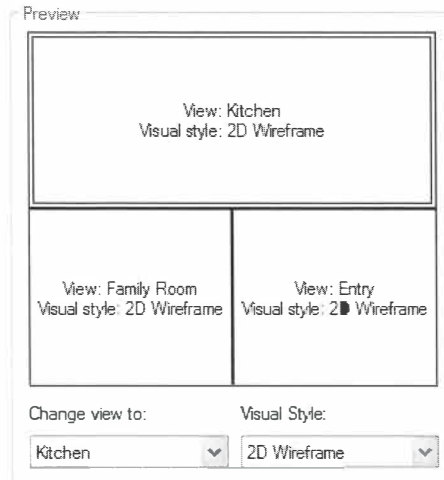 Preview
View: Kitchen
Visual style: 2D Wireframe
View: Family Room
Visual style: 2D Wireframe
View: Entry
Visual style: 2D Wireframe
Change view to:
Visual Style:
Kitchen
2D Wireframe